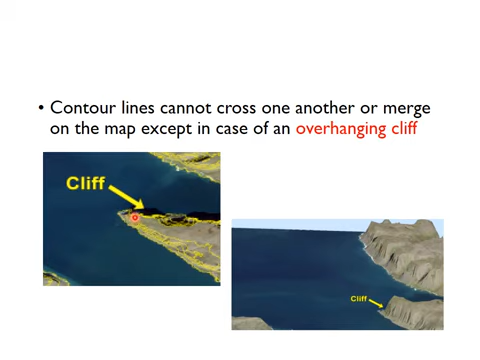 • Contour lines cannot cross one another or merge
on the map except in case of an overhanging cliff
Cliff
Cliff